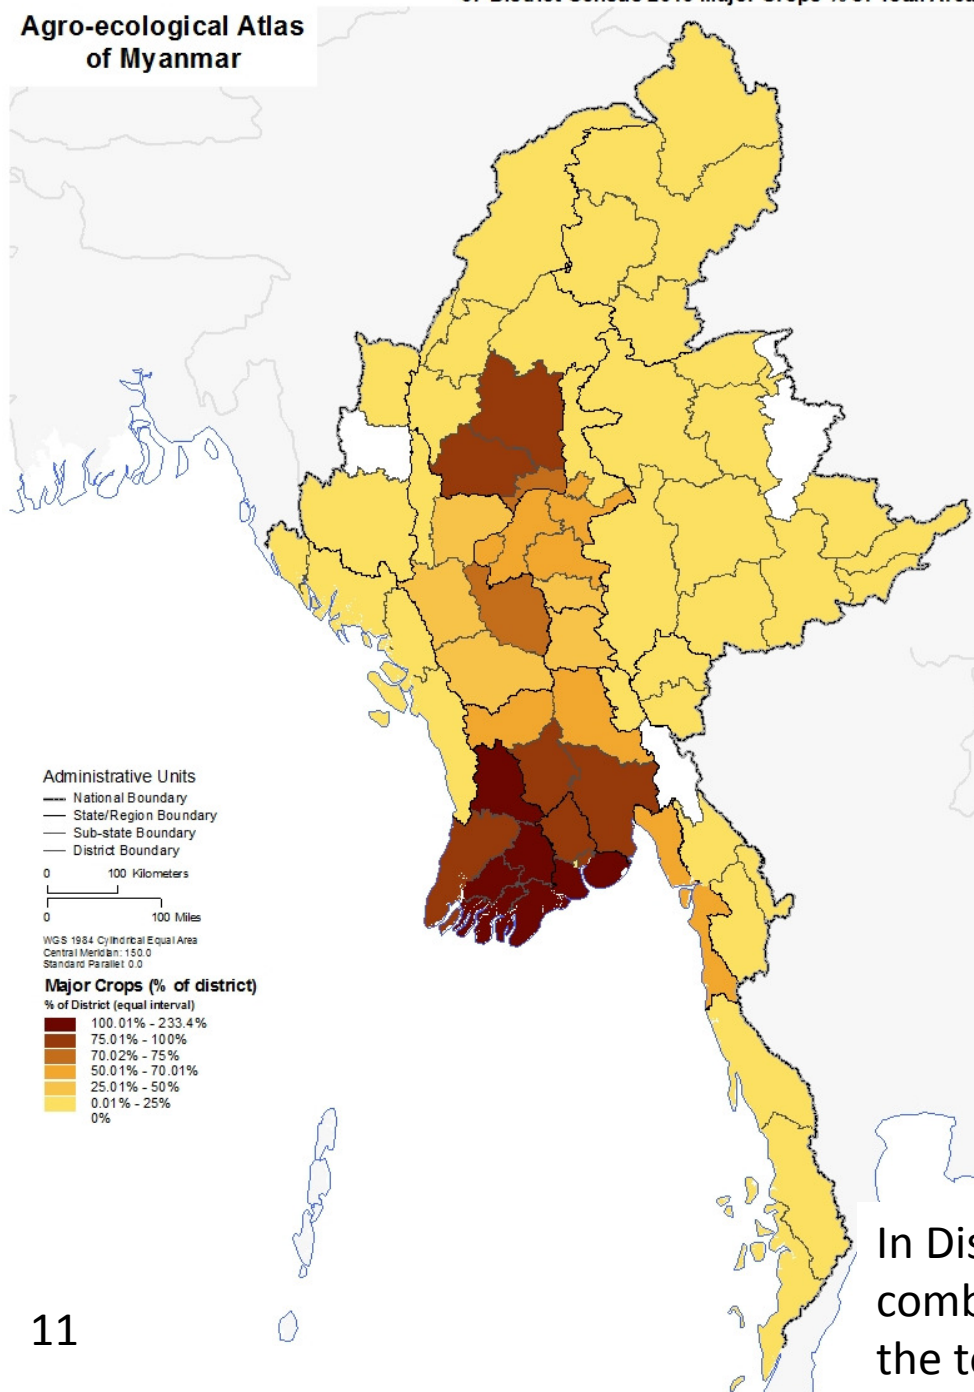 Agro-ecological Atlas
of Myanmar
Administrative Units
National Boundary
State/Region Boundary
Sub-state Boundary
District Boundary
0 100 Kilometers
0 100 Miles
WGS 1984 Cylindrical Equal Area
Central Meridian: 150.0
Standard Parallel: 0.0
Major Crops (% of district)
% of District (equal interval)
100.01% - 233.4%
75.01% - 100%
70.02% - 75%
50.01% - 70.01%
25.01% - 50%
0.01% - 25%
0%
11
In Dis
comb
the to